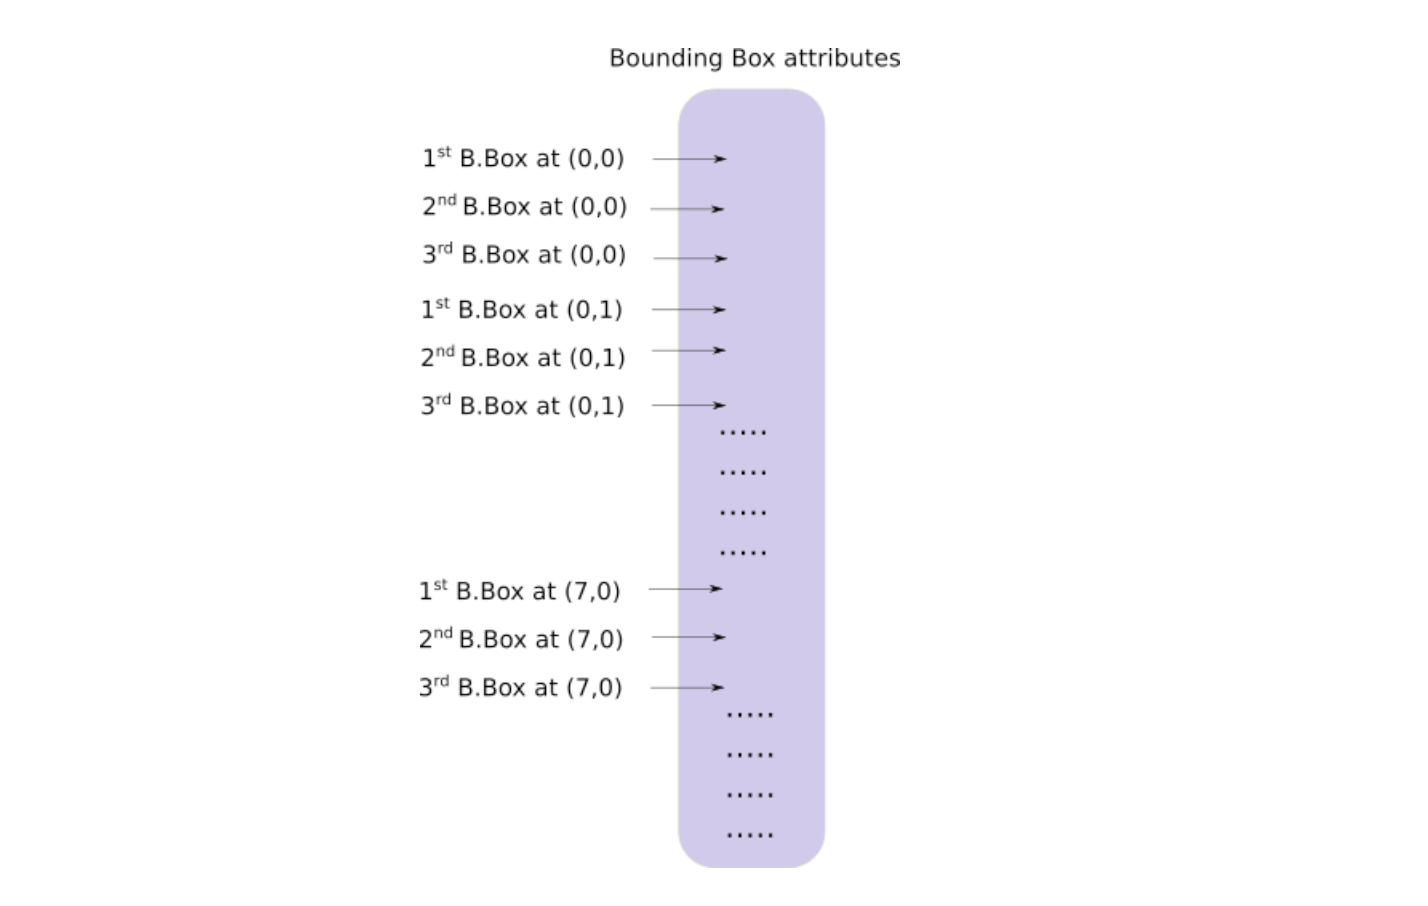 Bounding Box attributes
1st B.Box at (0,0)
2nd B.Box at (0,0)
3rd B.Box at (0,0)
1st B.Box at (0,1)
2nd B.Box at (0,1)
3rd B.Box at (0,1)
.....
.....
.....
.....
1st B.Box at (7,0)
2nd B.Box at (7,0)
3rd B.Box at (7,0)
.....
.....
.....
.....